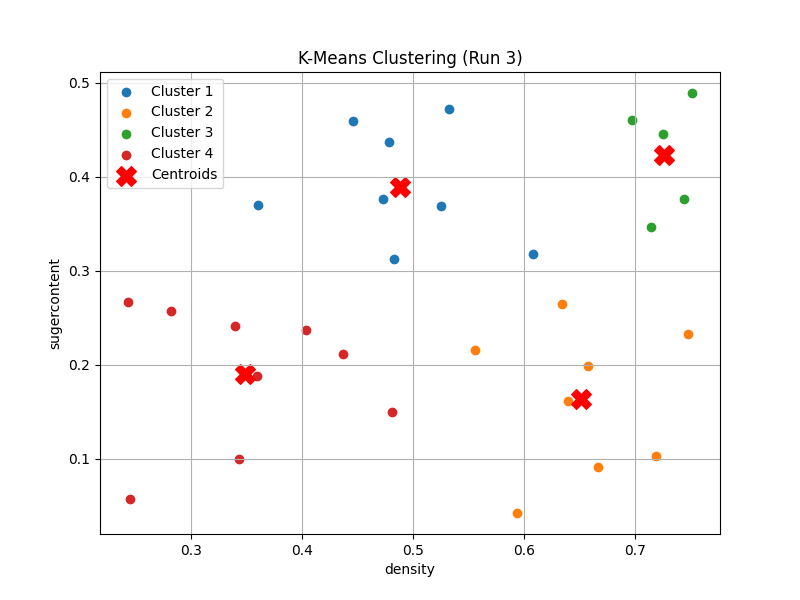 K-Means Clustering (Run 3)
Cluster 1
Cluster 2
Cluster 3
Cluster 4
Centroids
0.5
0.4
0.3
0.2
0.1
sugercontent
0.3 0.4 0.5 0.6 0.7
density